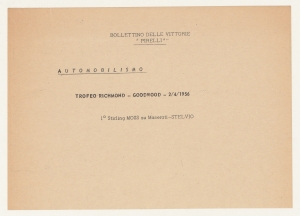 BOLLETTINO DELLE VITTORIE
"PIRELLI"
AUTOMOBILISMO
TROFEO RICHMOND - GOODWOOD - 2/4/1956
1° Stirling MOSS su Maserati-STELVIO